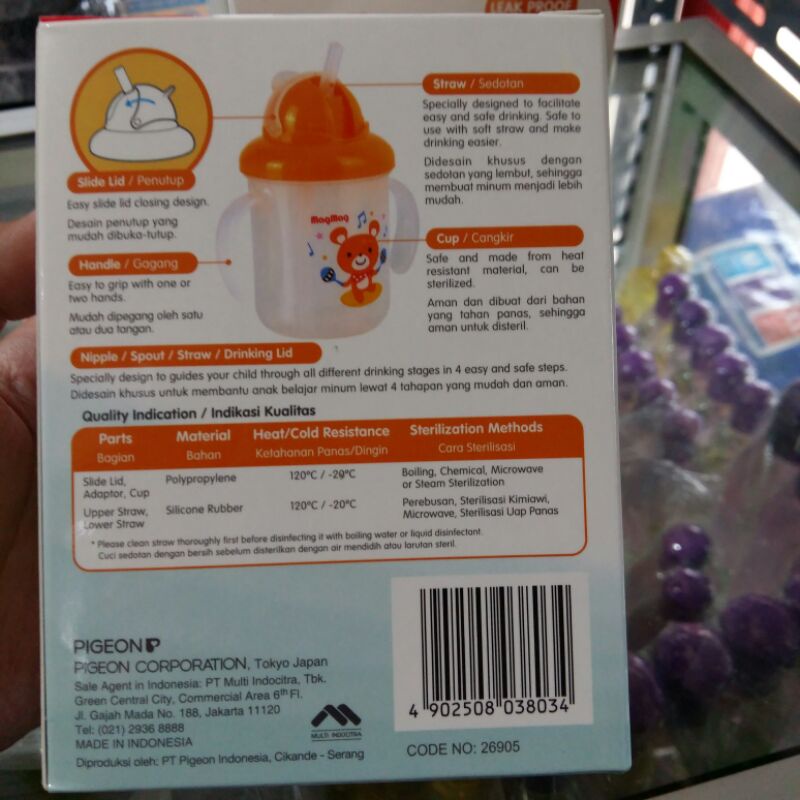 LEAK PROOF
Straw / Sedotan
Specially designed to facilitate
easy and safe drinking. Safe to
use with soft straw and make
drinking easier.
Didesain khusus dengan
sedotan yang lembut, sehingga
membuat minum menjadi lebih
mudah.
Slide Lid / Penutup
Easy slide lid closing design.
Desain penutup yang
mudah dibuka-tutup.
MagMag
Cup / Cangkir
Safe and made from heat
resistant material, can be
sterilized.
Aman dan dibuat dari bahan
yang tahan panas, sehingga
aman untuk disteril.
Handle / Gagang
Easy to grip with one or
two hands.
Mudah dipegang oleh satu
atau dua tangan.
Nipple / Spout / Straw / Drinking Lid
Specially design to guides your child through all different drinking stages in 4 easy and safe steps.
Didesain khusus untuk membantu anak belajar minum lewat 4 tahapan yang mudah dan aman.
Quality Indication / Indikasi Kualitas
Parts Material Heat/Cold Resistance Sterilization Methods
Bagian Bahan Ketahanan Panas/Dingin Cara Sterilisasi
Slide Lid, Polypropylene 120°C / -20°C Boiling, Chemical, Microwave
Adaptor, Cup or Steam Sterilization
Upper Straw, Silicone Rubber 120°C / -20°C Perebusan, Sterilisasi Kimiawi,
Lower Straw Microwave, Sterilisasi Uap Panas
* Please clean straw thoroughly first before disinfecting it with boiling water or liquid disinfectant.
Cuci sedotan dengan bersih sebelum disterilkan dengan air mendidih atau larutan steril.
PIGEON
PIGEON CORPORATION, Tokyo Japan
Sale Agent in Indonesia: PT Multi Indocitra, Tbk.
Green Central City, Commercial Area 6th Fl.
Jl. Gajah Mada No. 188, Jakarta 11120
Tel: (021) 2936 8888
MADE IN INDONESIA
Diproduksi oleh: PT Pigeon Indonesia, Cikande - Serang
MULTI INDOCITRA
4 902508 038034
CODE NO: 26905